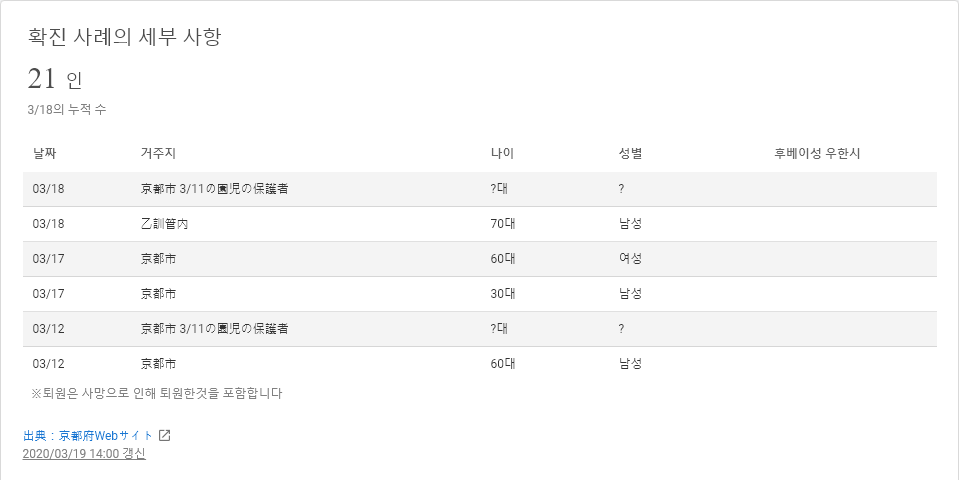 확진 사례의 세부 사항
21 인
3/18의 누적 수
날짜 거주지 나이 성별 후베이성 우한시
03/18 京都市 3/11の園児の保護者 ?대 ?
03/18 乙訓管内 70대 남성
03/17 京都市 60대 여성
03/17 京都市 30대 남성
03/12 京都市 3/11の園児の保護者 ?대 ?
03/12 京都市 60대 남성
※퇴원은 사망으로 인해 퇴원한것을 포함합니다
出典：京都府Webサイト
2020/03/19 14:00 갱신